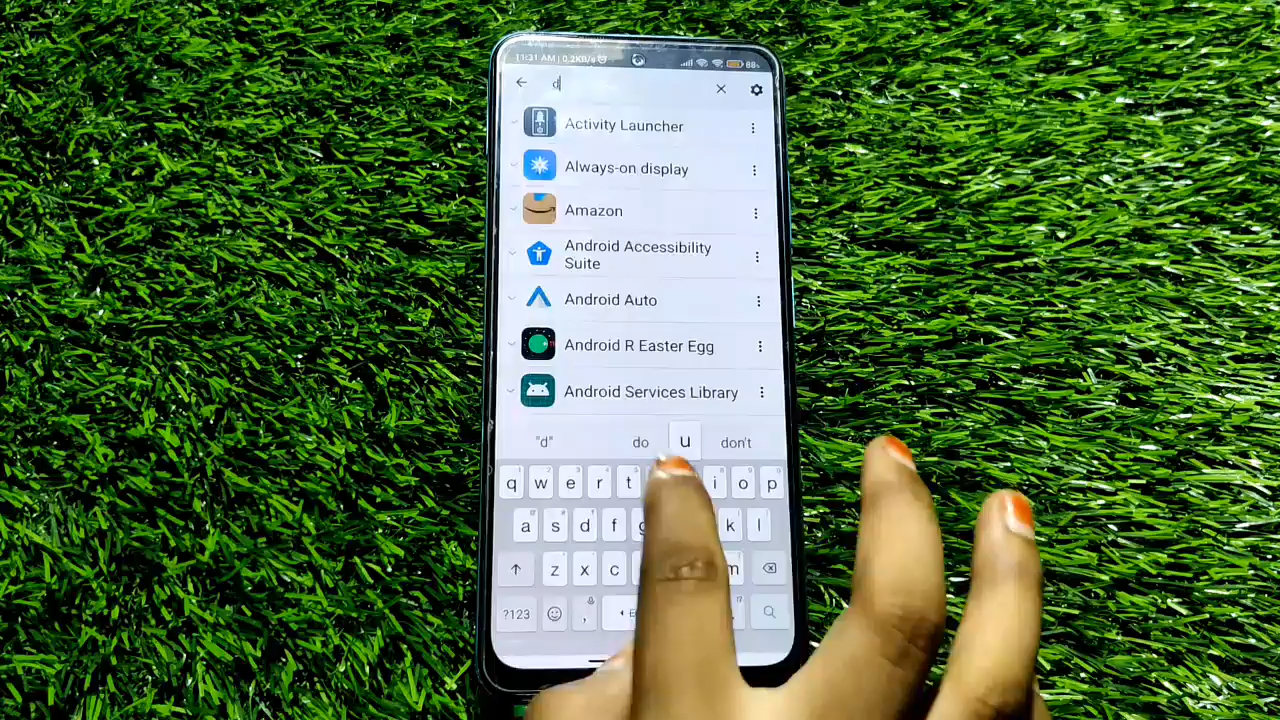 11:31 AM | 0.2KB/s
88%
d
Activity Launcher
Always-on display
Amazon
Android Accessibility
Suite
Android Auto
Android R Easter Egg
Android Services Library
"d" do u don't
q w e r t i o p
a s d f g k l
z x c m
?123 ,